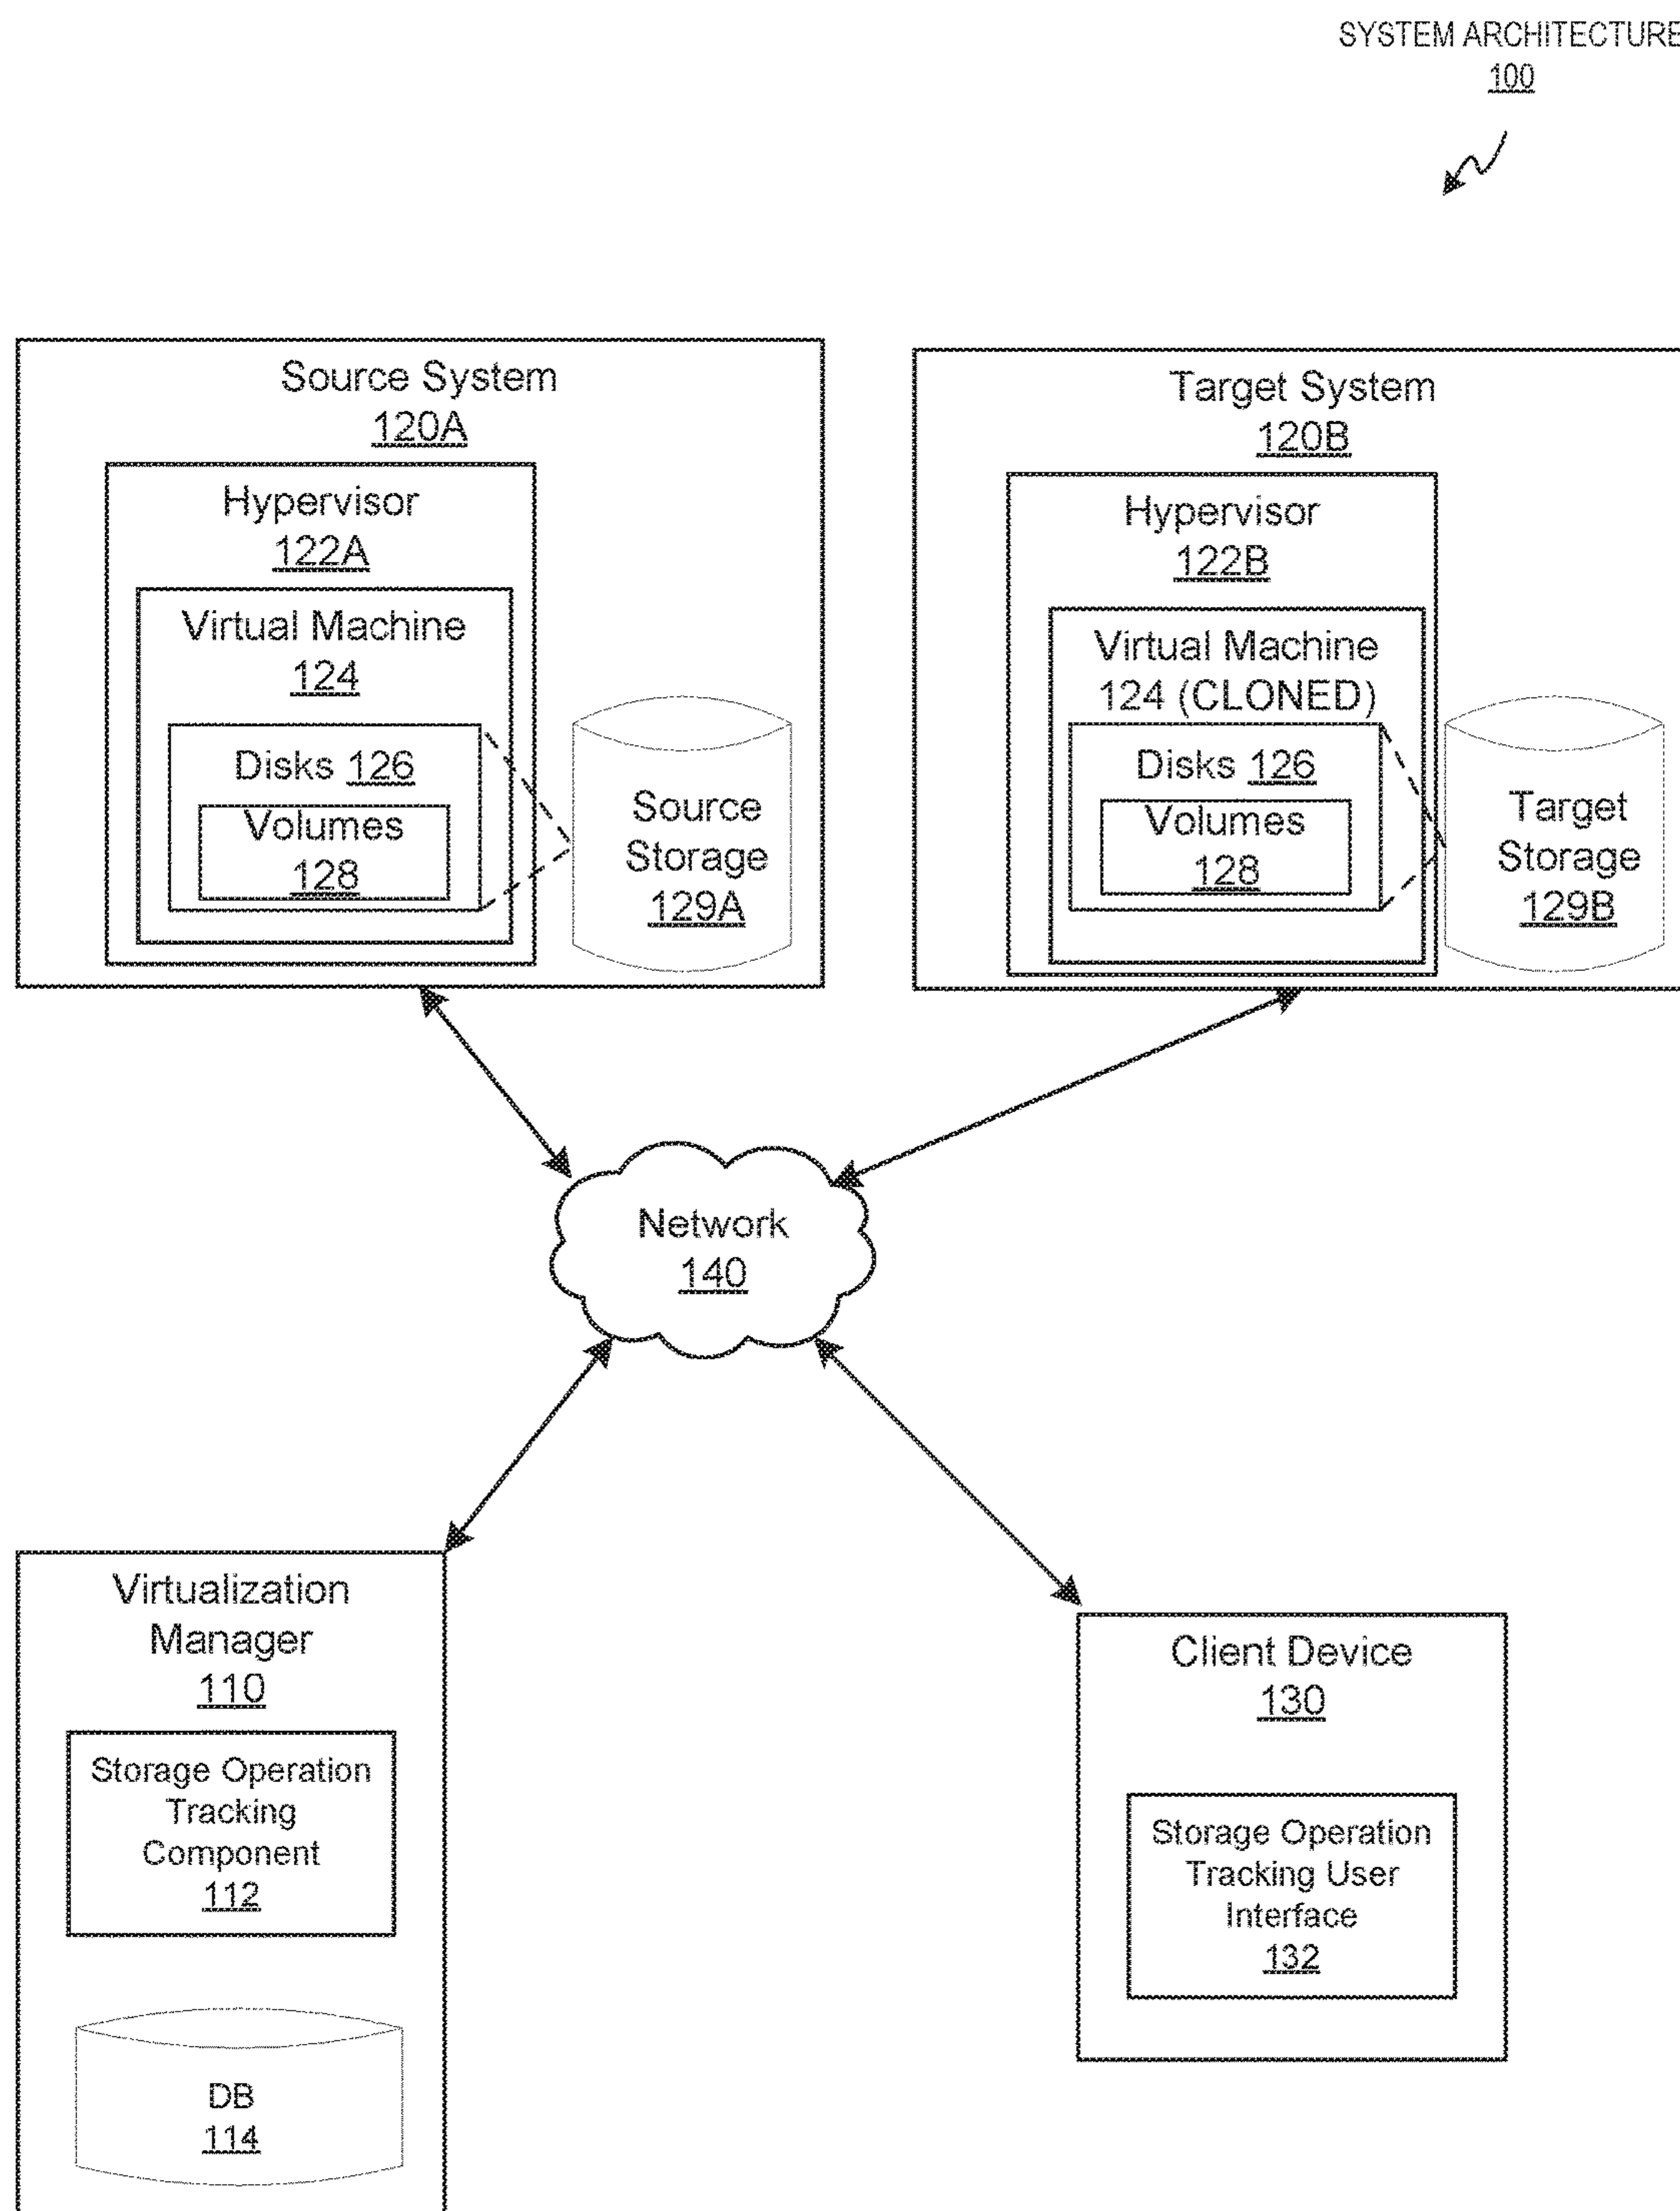 SYSTEM ARCHITECTURE
100
Source System
120A
Hypervisor
122A
Virtual Machine
124
Disks 126
Volumes
128
Source
Storage
129A
Target System
120B
Hypervisor
122B
Virtual Machine
124 (CLONED)
Disks 126
Volumes
128
Target
Storage
129B
Network
140
Virtualization
Manager
110
Storage Operation
Tracking
Component
112
DB
114
Client Device
130
Storage Operation
Tracking User
Interface
132